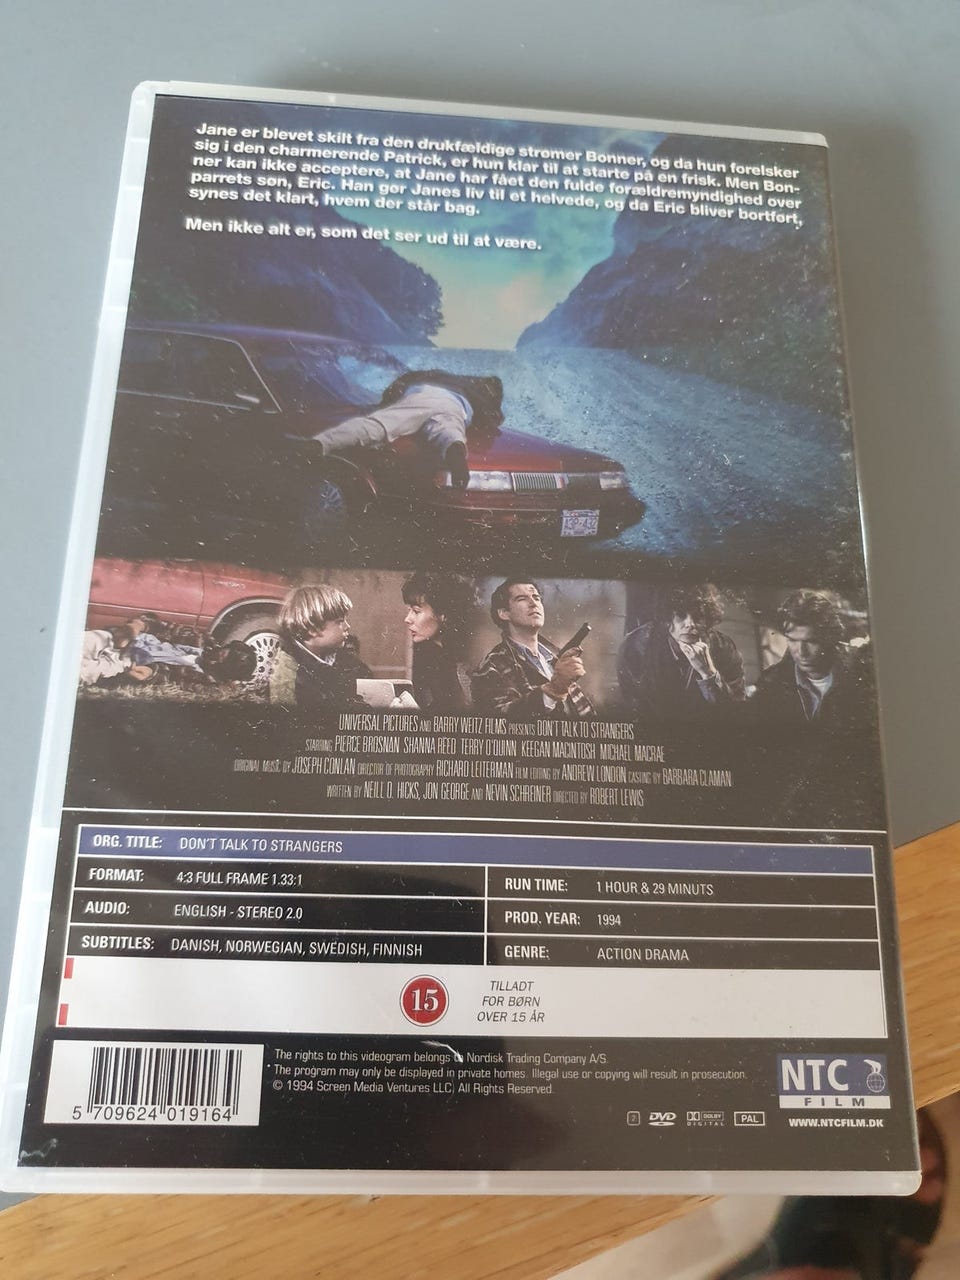 Jane er blevet skilt fra den drukfældige strømer Bonner, og da hun forelsker
sig i den charmerende Patrick, er hun klar til at starte på en frisk. Men Bon-
ner kan ikke acceptere, at Jane har fået den fulde forældremyndighed over
parrets søn, Eric. Han gør Janes liv til et helvede, og da Eric bliver bortført,
synes det klart, hvem der står bag.
Men ikke alt er, som det ser ud til at være.
UNIVERSAL PICTURES AND BARRY WEITZ FILMS PRESENTS DON'T TALK TO STRANGERS
STARRING PIERCE BROSNAN SHANNA REED TERRY O'QUINN KEEGAN MACINTOSH MICHAEL MACRAE
ORIGINAL MUSIC BY JOSEPH CONLAN DIRECTOR OF PHOTOGRAPHY RICHARD LEITERMAN FILM EDITING BY ANDREW LONDON CASTING BY BARBARA CLAMAN
WRITTEN BY NEILL D. HICKS, JON GEORGE AND NEVIN SCHREINER DIRECTED BY ROBERT LEWIS
ORG. TITLE: DON'T TALK TO STRANGERS
FORMAT: 4:3 FULL FRAME 1.33:1
RUN TIME: 1 HOUR & 29 MINUTS
AUDIO: ENGLISH - STEREO 2.0
PROD. YEAR: 1994
SUBTITLES: DANISH, NORWEGIAN, SWEDISH, FINNISH
GENRE: ACTION DRAMA
15
TILLADT
FOR BØRN
OVER 15 ÅR
The rights to this videogram belongs to Nordisk Trading Company A/S.
The program may only be displayed in private homes. Illegal use or copying will result in prosecution.
© 1994 Screen Media Ventures LLC, All Rights Reserved.
5 709624 019164
NTC
FILM
2 DVD DOLBY DIGITAL PAL
WWW.NTCFILM.DK